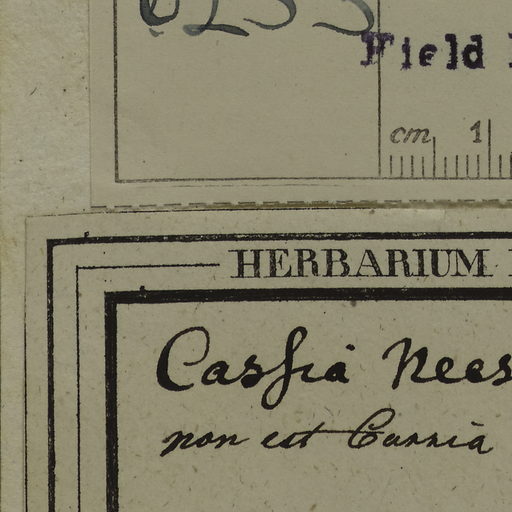 Field
cm 1
HERBARIUM
Cassia Nees
non est Cassia